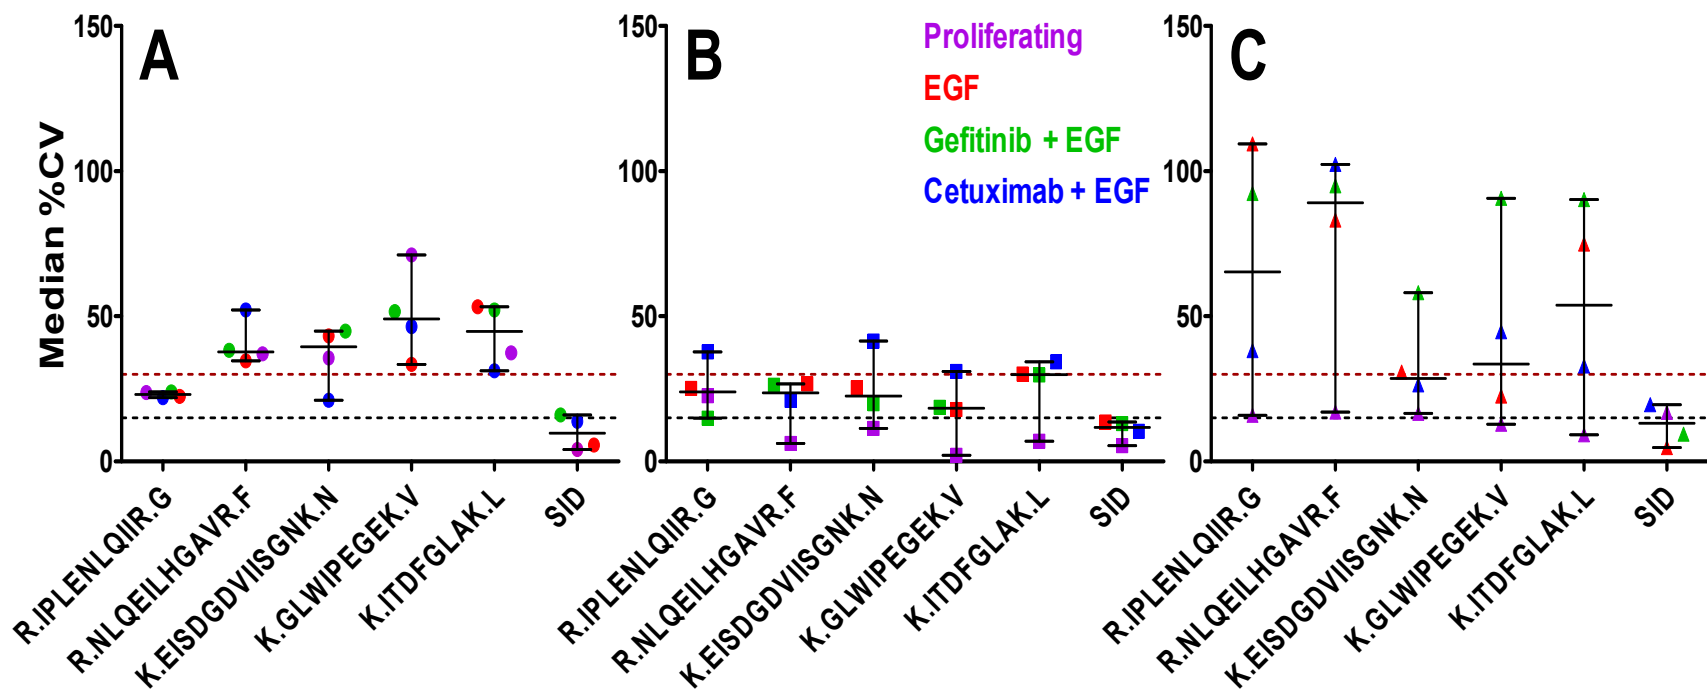 Median %CV
A
150
100
50
0
R.IPLENLQIIR.G
R.NLQEILHGAVR.F
K.EISDGDVIISGNK.N
K.GLWIPEGEK.V
K.ITDFGLAK.L
SID
B
150
100
50
0
Proliferating
EGF
Gefitinib + EGF
Cetuximab + EGF
R.IPLENLQIIR.G
R.NLQEILHGAVR.F
K.EISDGDVIISGNK.N
K.GLWIPEGEK.V
K.ITDFGLAK.L
SID
C
150
100
50
0
R.IPLENLQIIR.G
R.NLQEILHGAVR.F
K.EISDGDVIISGNK.N
K.GLWIPEGEK.V
K.ITDFGLAK.L
SID